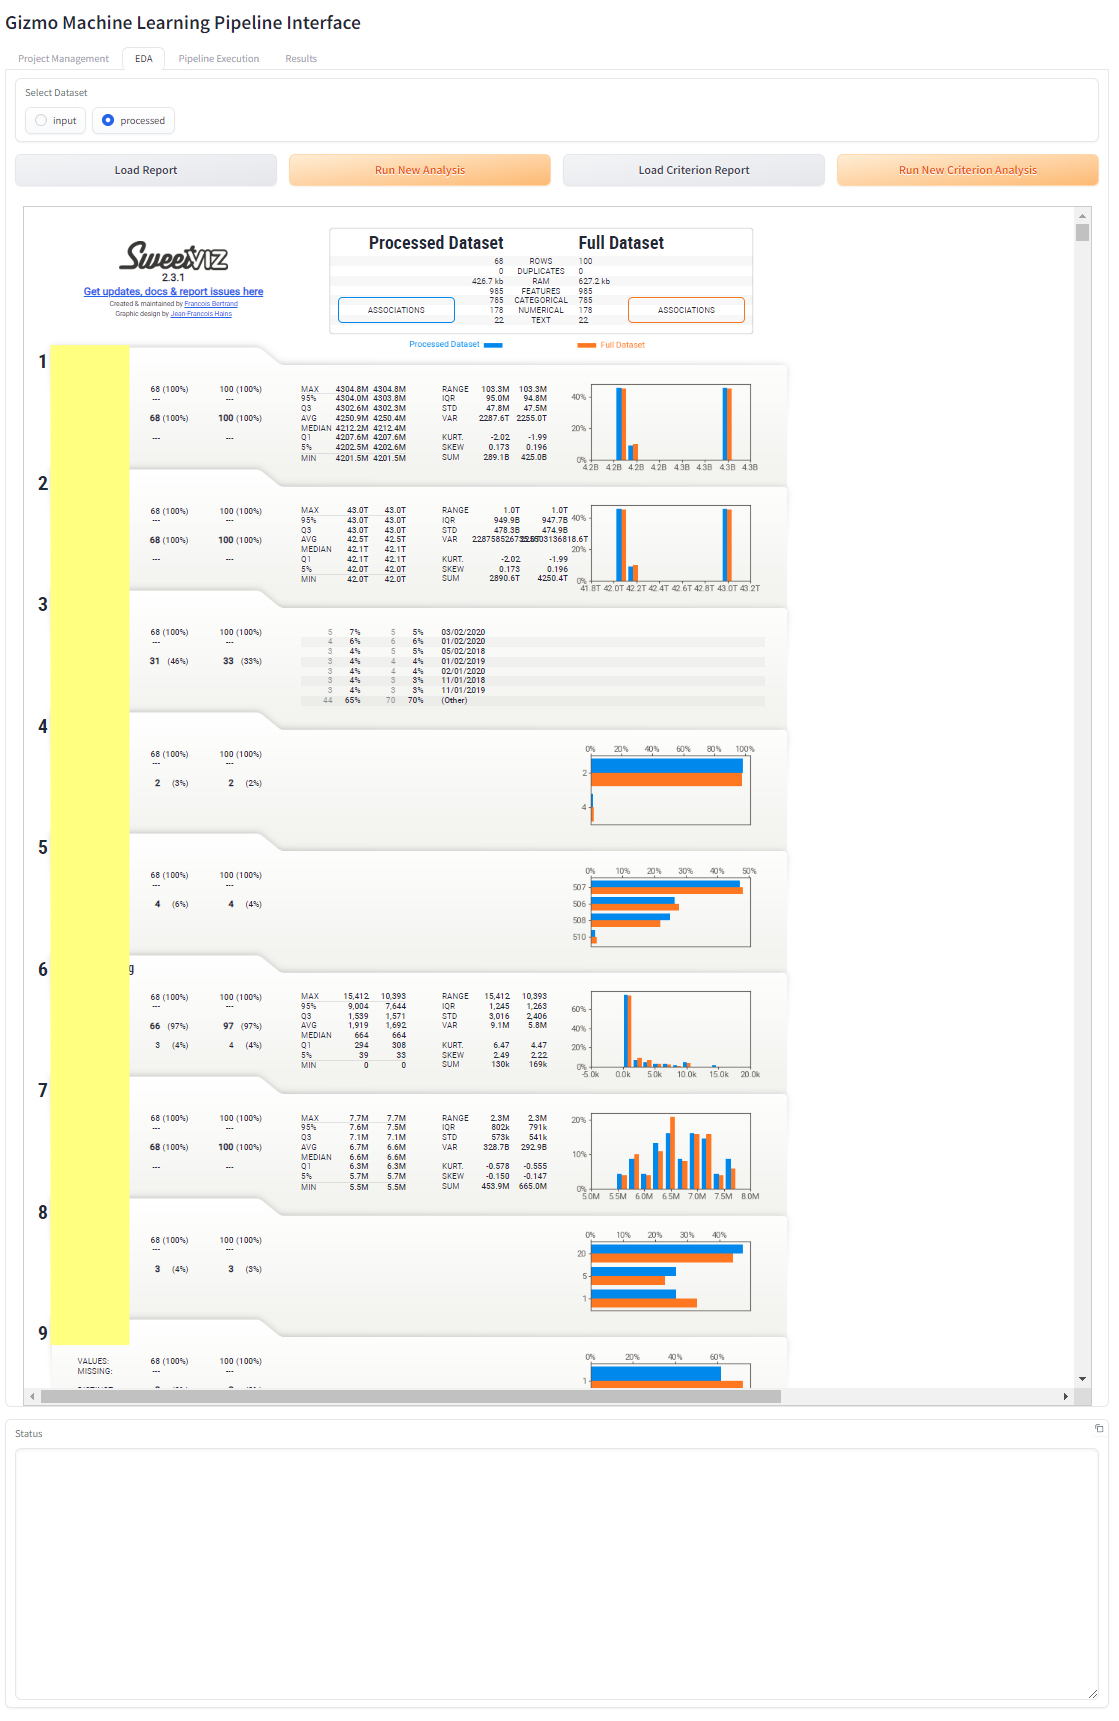 Gizmo Machine Learning Pipeline Interface
Project Management EDA Pipeline Execution Results
Select Dataset
input processed
Load Report Run New Analysis Load Criterion Report Run New Criterion Analysis
SweetVIZ
2.3.1
Get updates, docs & report issues here
Created & maintained by Francois Bertrand
Graphic design by Jean-Francois Hains
Processed Dataset Full Dataset
68 ROWS 100
0 DUPLICATES 0
426.7 kb RAM 627.2 kb
985 FEATURES 985
785 CATEGORICAL 785
178 NUMERICAL 178
22 TEXT 22
ASSOCIATIONS ASSOCIATIONS
Processed Dataset Full Dataset
1
68 (100%) 100 (100%)
--- ---
68 (100%) 100 (100%)
--- ---
MAX 4304.8M 4304.8M
95% 4304.0M 4303.8M
Q3 4302.6M 4302.3M
AVG 4250.9M 4250.4M
MEDIAN 4212.2M 4212.4M
Q1 4207.6M 4207.6M
5% 4202.5M 4202.6M
MIN 4201.5M 4201.5M
RANGE 103.3M 103.3M
IQR 95.0M 94.8M
STD 47.8M 47.5M
VAR 2287.6T 2255.0T
KURT. -2.02 -1.99
SKEW 0.173 0.196
SUM 289.1B 425.0B
40%
20%
0%
4.2B 4.2B 4.2B 4.2B 4.3B 4.3B 4.3B 4.3B
2
68 (100%) 100 (100%)
--- ---
68 (100%) 100 (100%)
--- ---
MAX 43.0T 43.0T
95% 43.0T 43.0T
Q3 43.0T 43.0T
AVG 42.5T 42.5T
MEDIAN 42.1T 42.1T
Q1 42.1T 42.1T
5% 42.0T 42.0T
MIN 42.0T 42.0T
RANGE 1.0T 1.0T
IQR 949.9B 947.7B
STD 478.3B 474.9B
VAR
KURT. -2.02 -1.99
SKEW 0.173 0.196
SUM 2890.6T 4250.4T
40%
20%
0%
41.8T 42.0T 42.2T 42.4T 42.6T 42.8T 43.0T 43.2T
3
68 (100%) 100 (100%)
--- ---
31 (46%) 33 (33%)
5 7% 5 5% 03/02/2020
4 6% 6 6% 01/02/2020
3 4% 5 5% 05/02/2018
3 4% 4 4% 01/02/2019
3 4% 4 4% 02/01/2020
3 4% 3 3% 11/01/2018
3 4% 3 3% 11/01/2019
44 65% 70 70% (Other)
4
68 (100%) 100 (100%)
--- ---
2 (3%) 2 (2%)
0% 20% 40% 60% 80% 100%
2
4
5
68 (100%) 100 (100%)
--- ---
4 (6%) 4 (4%)
0% 10% 20% 30% 40% 50%
507
506
508
510
6
g
68 (100%) 100 (100%)
--- ---
66 (97%) 97 (97%)
3 (4%) 4 (4%)
MAX 15,412 10,393
95% 9,004 7,644
Q3 1,539 1,571
AVG 1,919 1,692
MEDIAN 664 664
Q1 294 308
5% 39 33
MIN 0 0
RANGE 15,412 10,393
IQR 1,245 1,263
STD 3,016 2,406
VAR 9.1M 5.8M
KURT. 6.47 4.47
SKEW 2.49 2.22
SUM 130k 169k
60%
40%
20%
0%
-5.0k 0.0k 5.0k 10.0k 15.0k 20.0k
7
68 (100%) 100 (100%)
--- ---
68 (100%) 100 (100%)
--- ---
MAX 7.7M 7.7M
95% 7.6M 7.5M
Q3 7.1M 7.1M
AVG 6.7M 6.6M
MEDIAN 6.6M 6.6M
Q1 6.3M 6.3M
5% 5.7M 5.7M
MIN 5.5M 5.5M
RANGE 2.3M 2.3M
IQR 802k 791k
STD 573k 541k
VAR 328.7B 292.9B
KURT. -0.578 -0.555
SKEW -0.150 -0.147
SUM 453.9M 665.0M
20%
10%
0%
5.0M 5.5M 6.0M 6.5M 7.0M 7.5M 8.0M
8
68 (100%) 100 (100%)
--- ---
3 (4%) 3 (3%)
0% 10% 20% 30% 40%
20
5
1
9
VALUES: 68 (100%) 100 (100%)
MISSING: --- ---
0% 20% 40% 60%
1
Status